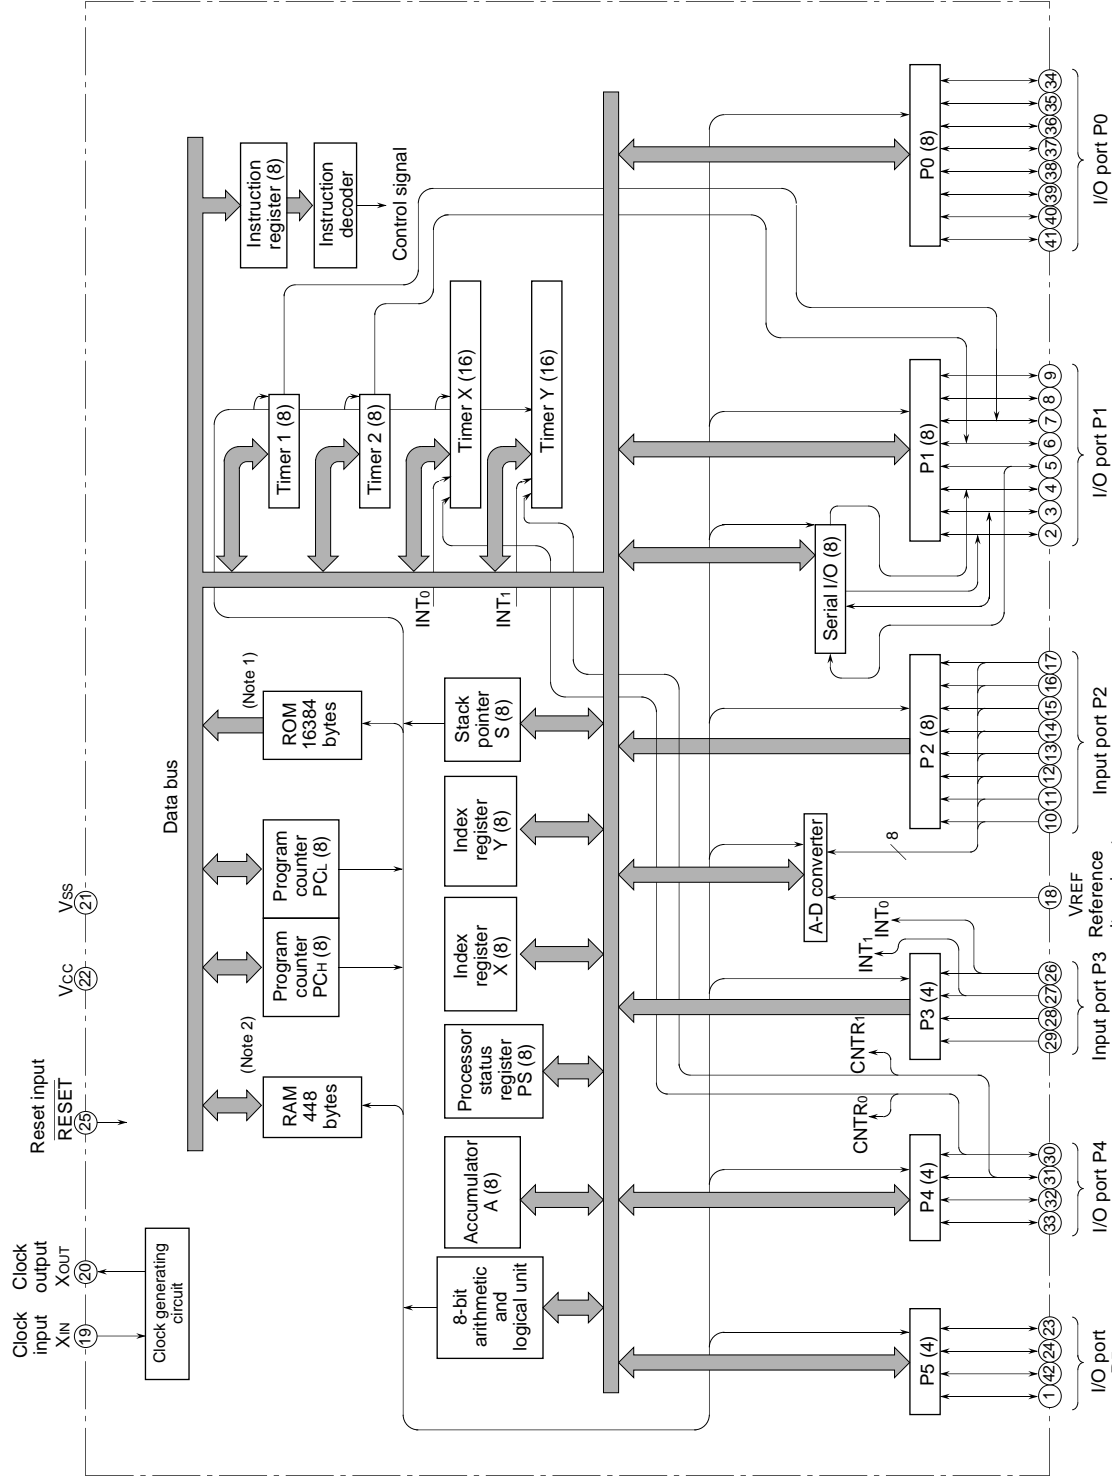 Clock
input
XIN
19
Clock
output
XOUT
20
Reset input
RESET
25
VCC
22
VSS
21
Clock generating
circuit
Data bus
(Note 2)
(Note 1)
RAM
448
bytes
Program
counter
PCH (8)
Program
counter
PCL (8)
ROM
16384
bytes
Instruction
register (8)
Instruction
decoder
Control signal
Timer 1 (8)
Timer 2 (8)
Timer X (16)
Timer Y (16)
INT0
INT1
8-bit
arithmetic
and
logical unit
Accumulator
A (8)
Processor
status
register
PS (8)
Index
register
X (8)
Index
register
Y (8)
Stack
pointer
S (8)
CNTR0
CNTR1
INT1
INT0
A-D converter
8
Serial I/O (8)
P5 (4)
P4 (4)
P3 (4)
P2 (8)
P1 (8)
P0 (8)
1 42 24 23
33 32 31 30
29 28 27 26
18
10 11 12 13 14 15 16 17
2 3 4 5 6 7 8 9
41 40 39 38 37 36 35 34
I/O port
I/O port P4
Input port P3
VREF
Reference
Input port P2
I/O port P1
I/O port P0